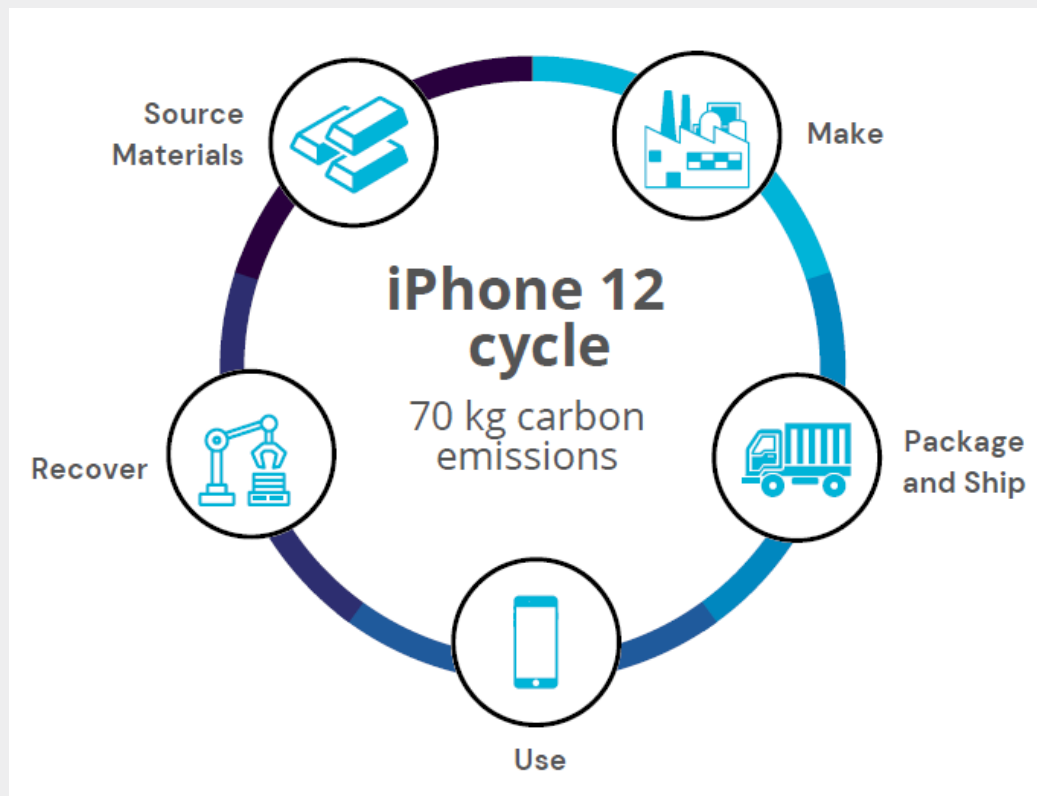 Source
Materials
Make
iPhone 12
cycle
70 kg carbon
emissions
Recover
Package
and Ship
Use